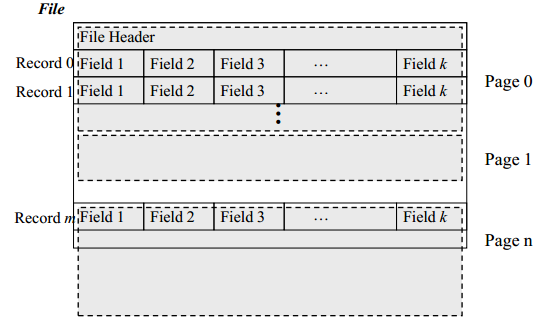 File
File Header
Record 0 Field 1 Field 2 Field 3 ... Field k
Record 1 Field 1 Field 2 Field 3 ... Field k
Page 0
Page 1
Record m Field 1 Field 2 Field 3 ... Field k
Page n